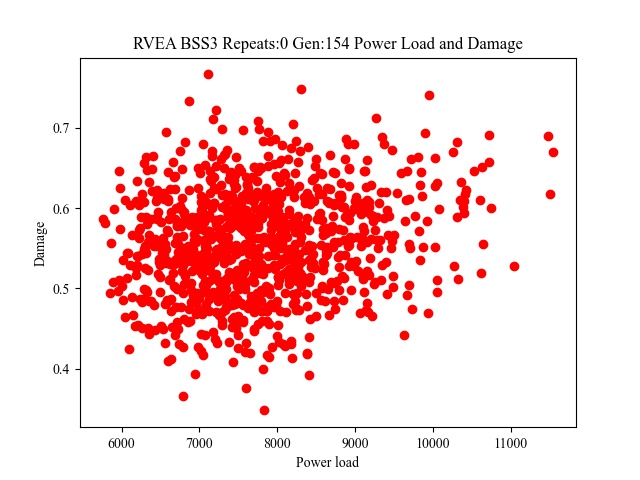 RVEA BSS3 Repeats:0 Gen:154 Power Load and Damage
0.7
0.6
0.5
0.4
Damage
6000 7000 8000 9000 10000 11000
Power load